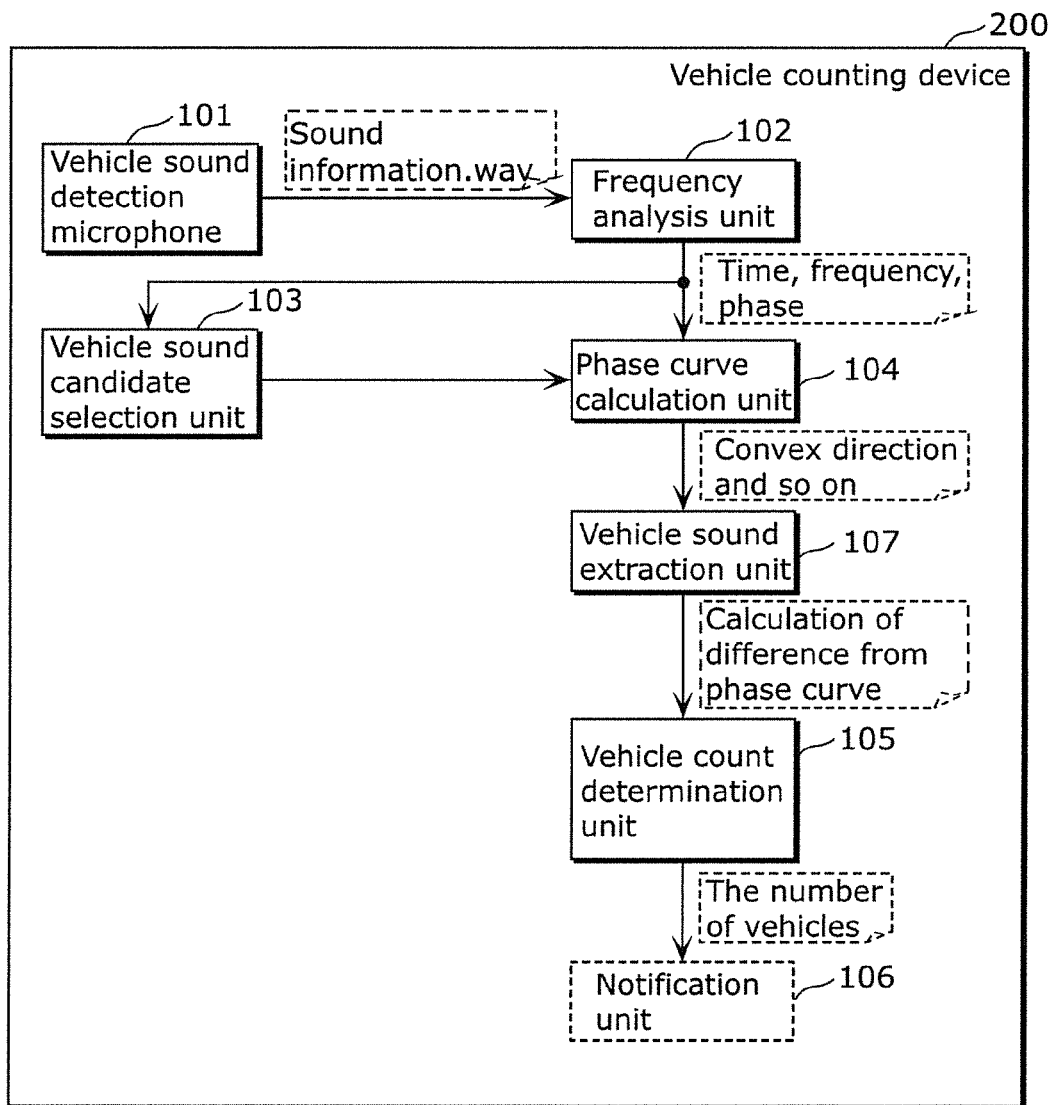 200
Vehicle counting device
101
Vehicle sound
detection
microphone
Sound
information.wav
102
Frequency
analysis unit
Time, frequency,
phase
103
Vehicle sound
candidate
selection unit
Phase curve
calculation unit
104
Convex direction
and so on
Vehicle sound
extraction unit
107
Calculation of
difference from
phase curve
Vehicle count
determination
unit
105
The number
of vehicles
Notification
unit
106